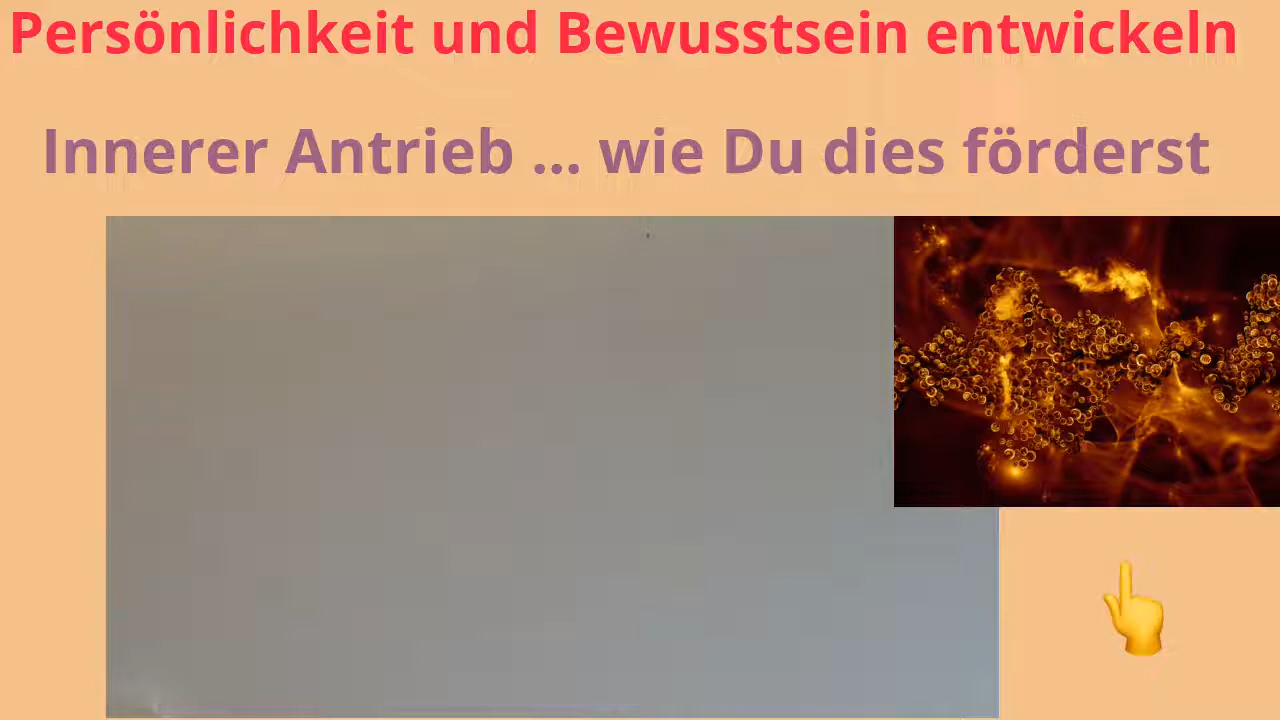 Persönlichkeit und Bewusstsein entwickeln
Innerer Antrieb ... wie Du dies förderst